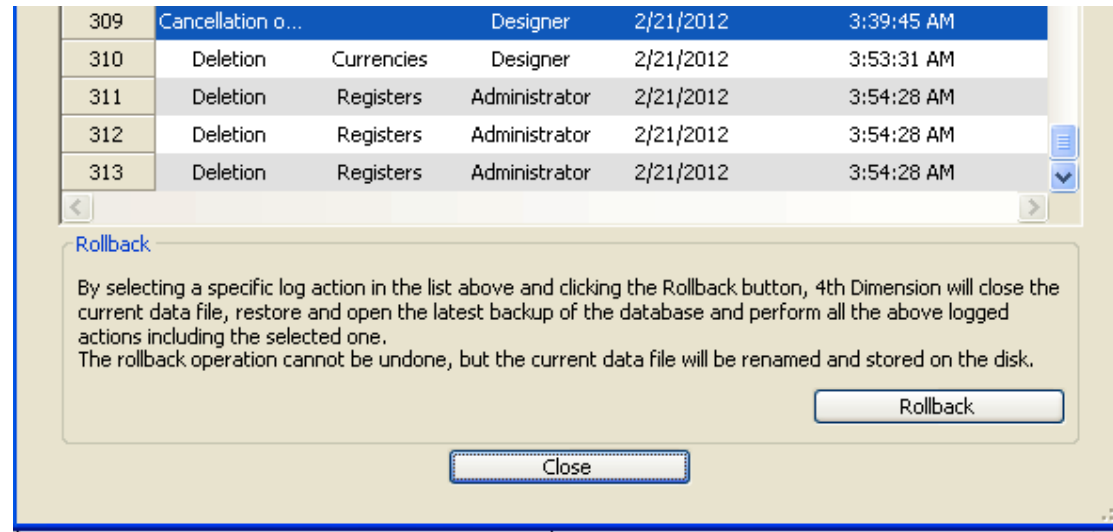 309 Cancellation o... Designer 2/21/2012 3:39:45 AM
310 Deletion Currencies Designer 2/21/2012 3:53:31 AM
311 Deletion Registers Administrator 2/21/2012 3:54:28 AM
312 Deletion Registers Administrator 2/21/2012 3:54:28 AM
313 Deletion Registers Administrator 2/21/2012 3:54:28 AM
Rollback
By selecting a specific log action in the list above and clicking the Rollback button, 4th Dimension will close the
current data file, restore and open the latest backup of the database and perform all the above logged
actions including the selected one.
The rollback operation cannot be undone, but the current data file will be renamed and stored on the disk.
Rollback
Close